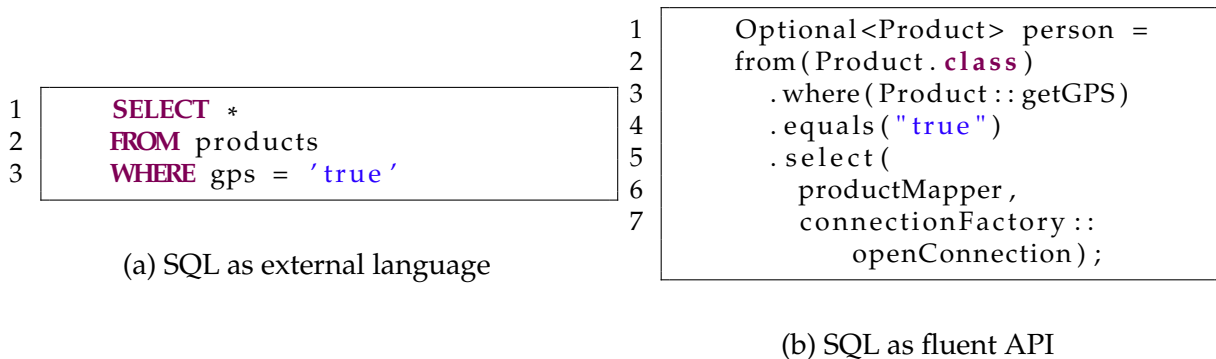 1 SELECT *
2 FROM products
3 WHERE gps = 'true'
(a) SQL as external language
1 Optional<Product> person =
2 from(Product.class)
3 .where(Product::getGPS)
4 .equals("true")
5 .select(
6 productMapper,
7 connectionFactory::
openConnection);
(b) SQL as fluent API